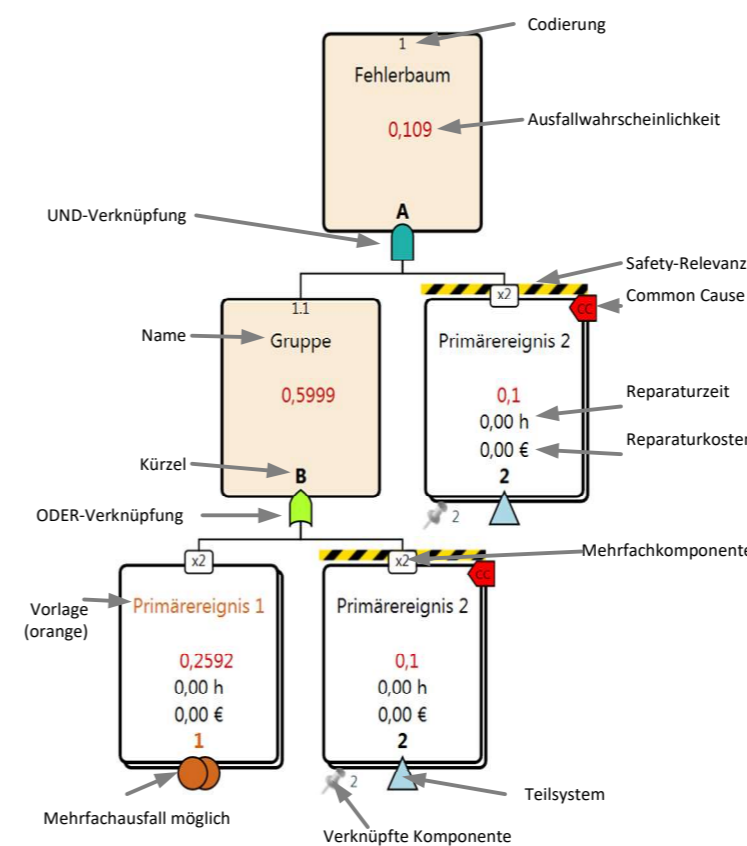 Codierung
1
Fehlerbaum
0,109
Ausfallwahrscheinlichkeit
A
UND-Verknüpfung
Safety-Relevanz
x2
Common Cause
CC
1.1
Name
Gruppe
Primärereignis 2
0,5999
0,1
Reparaturzeit
0,00 h
0,00 €
Reparaturkosten
Kürzel
B
2
ODER-Verknüpfung
2
x2
x2
Mehrfachkomponente
CC
Vorlage
(orange)
Primärereignis 1
Primärereignis 2
0,2592
0,1
0,00 h
0,00 h
0,00 €
0,00 €
1
2
2
Teilsystem
Mehrfachausfall möglich
Verknüpfte Komponente